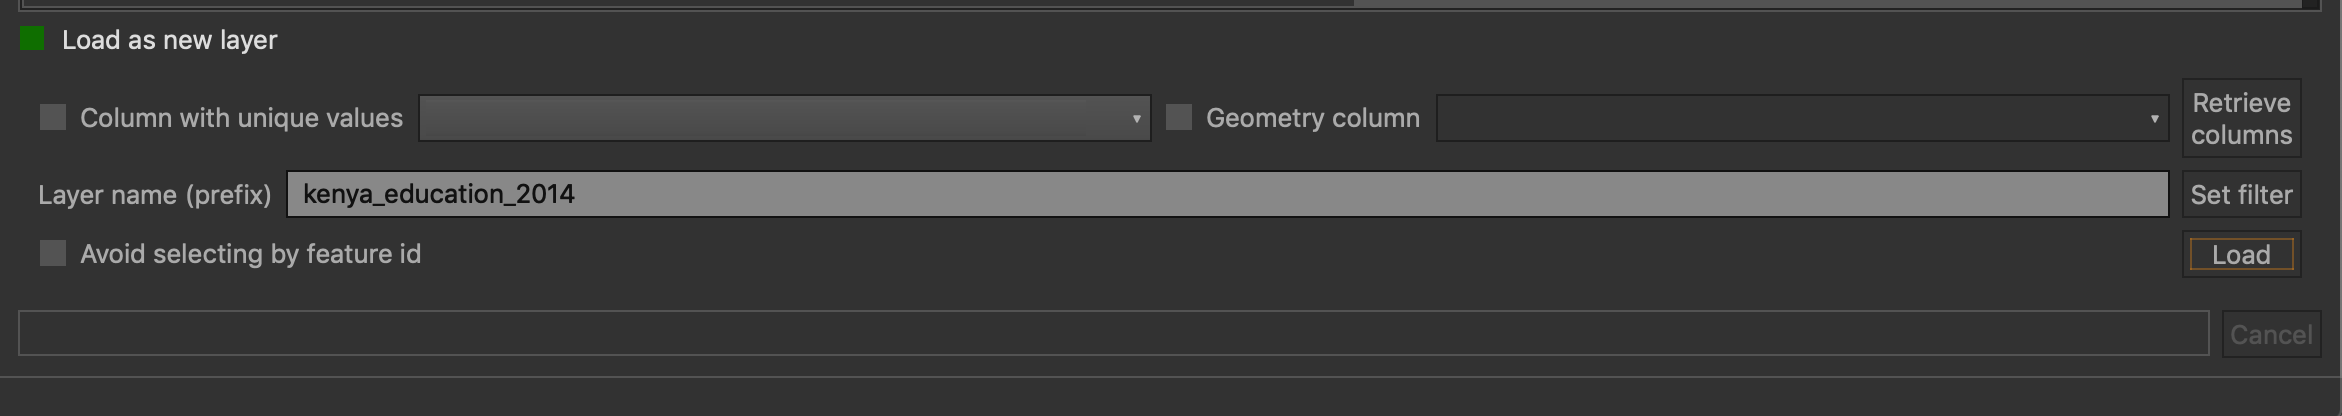 Load as new layer
Column with unique values
Geometry column
Retrieve
columns
Layer name (prefix)
kenya_education_2014
Set filter
Avoid selecting by feature id
Load
Cancel